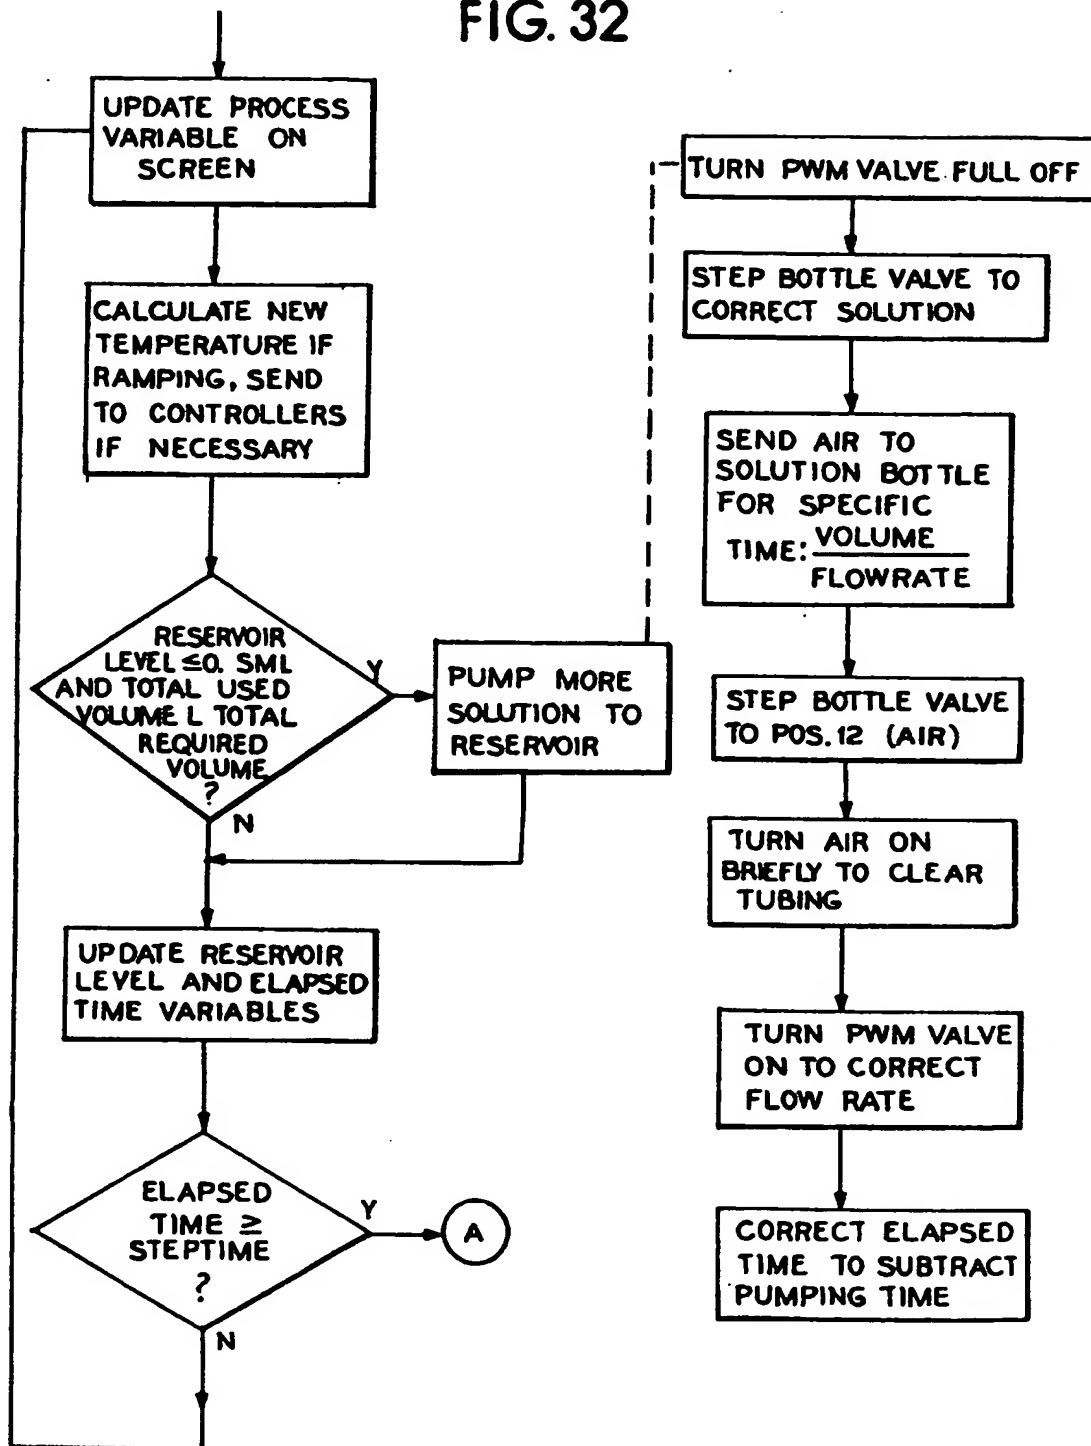 FIG. 32
UPDATE PROCESS
VARIABLE ON
SCREEN
CALCULATE NEW
TEMPERATURE IF
RAMPING, SEND
TO CONTROLLERS
IF NECESSARY
RESERVOIR
LEVEL ≤0. SML
AND TOTAL USED
VOLUME L TOTAL
REQUIRED
VOLUME
?
Y
N
PUMP MORE
SOLUTION TO
RESERVOIR
UPDATE RESERVOIR
LEVEL AND ELAPSED
TIME VARIABLES
ELAPSED
TIME ≥
STEPTIME
?
Y
A
N
TURN PWM VALVE FULL OFF
STEP BOTTLE VALVE TO
CORRECT SOLUTION
SEND AIR TO
SOLUTION BOTTLE
FOR SPECIFIC
TIME: VOLUME
FLOWRATE
STEP BOTTLE VALVE
TO POS. 12 (AIR)
TURN AIR ON
BRIEFLY TO CLEAR
TUBING
TURN PWM VALVE
ON TO CORRECT
FLOW RATE
CORRECT ELAPSED
TIME TO SUBTRACT
PUMPING TIME